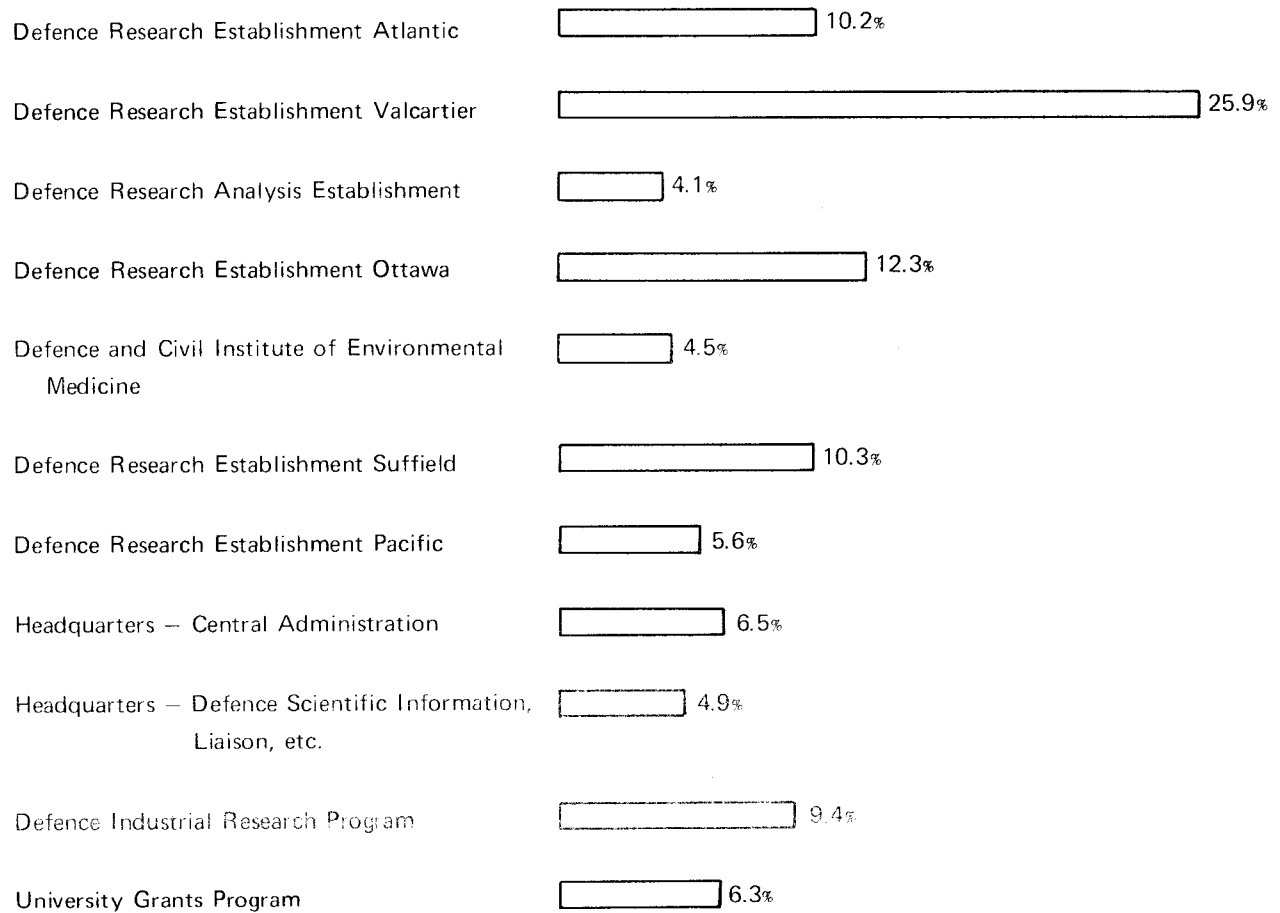 Defence Research Establishment Atlantic 10.2%
Defence Research Establishment Valcartier 25.9%
Defence Research Analysis Establishment 4.1%
Defence Research Establishment Ottawa 12.3%
Defence and Civil Institute of Environmental 4.5%
Medicine
Defence Research Establishment Suffield 10.3%
Defence Research Establishment Pacific 5.6%
Headquarters — Central Administration 6.5%
Headquarters — Defence Scientific Information, 4.9%
Liaison, etc.
Defence Industrial Research Program 9.4%
University Grants Program 6.3%